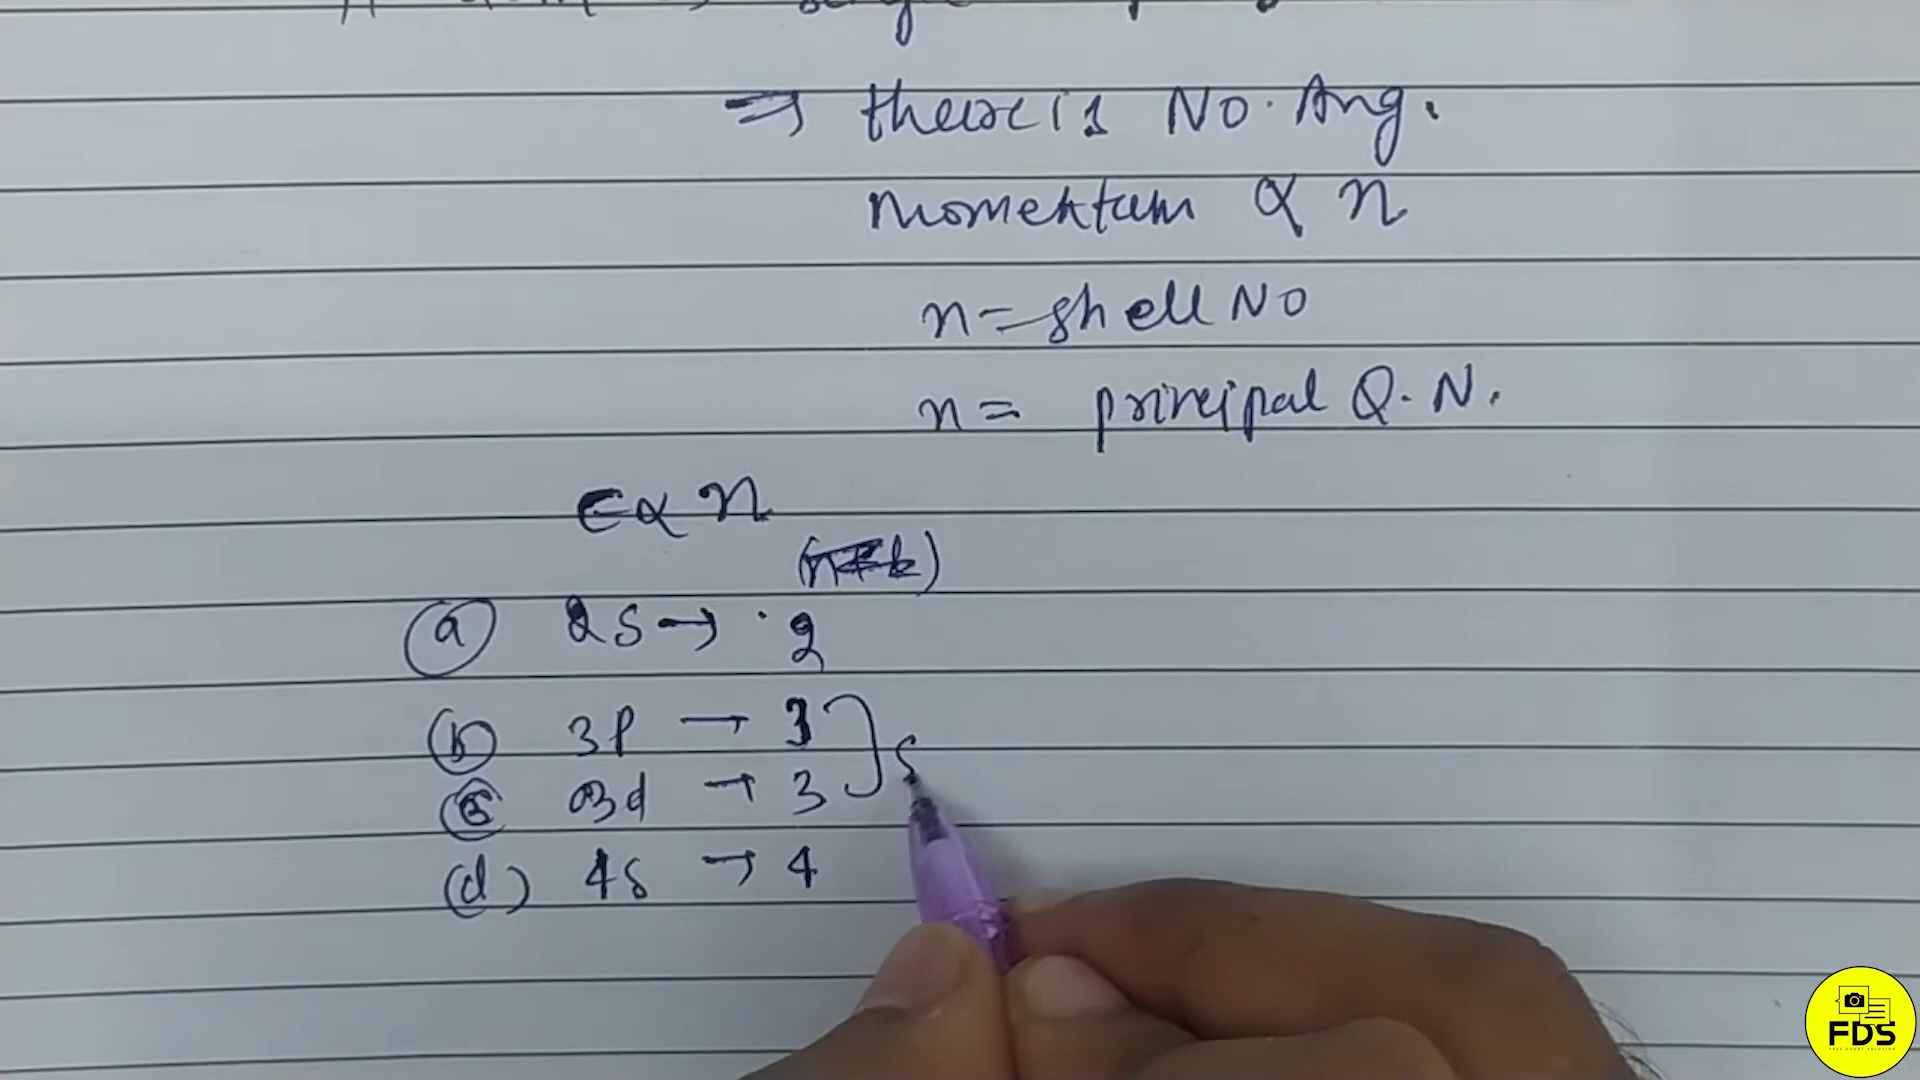 ⇒ there is No. Ang.
momentum ∝ n
n = shell No
n = principal Q. N.
E ∝ n
(a) 2s → 2
(b) 3p → 3
(c) 3d → 3
(d) 4s → 4
FDS